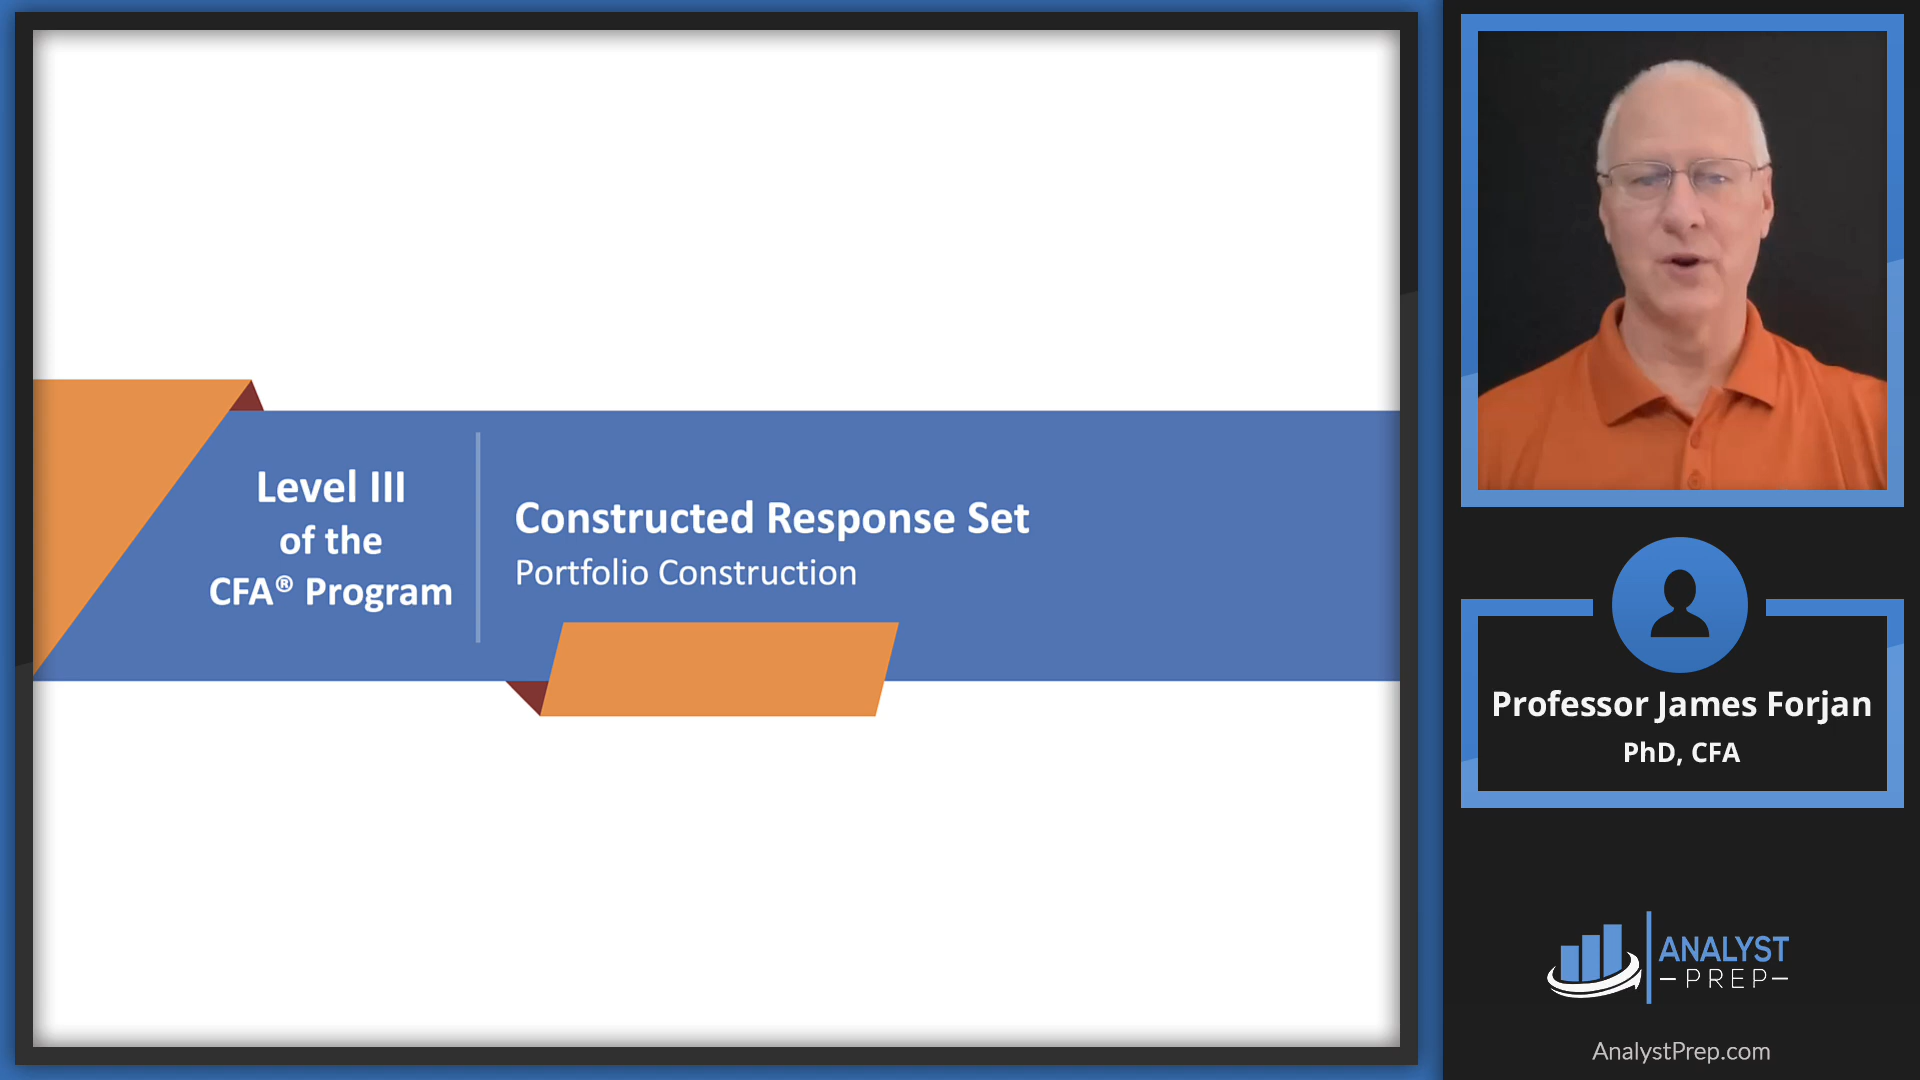 Level III
of the
CFA® Program
Constructed Response Set
Portfolio Construction
Professor James Forjan
PhD, CFA
ANALYST
PREP
AnalystPrep.com